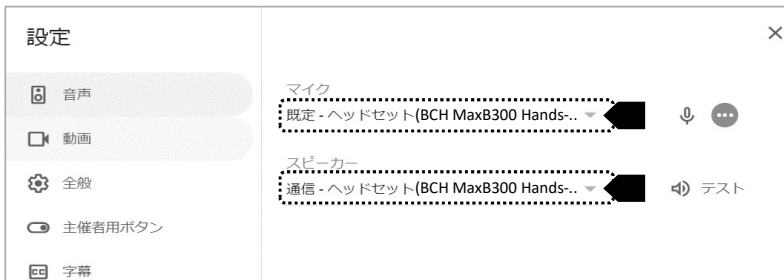 設定
×
音声
動画
全般
主催者用ボタン
字幕
マイク
既定 - ヘッドセット(BCH MaxB300 Hands-..
スピーカー
通信 - ヘッドセット(BCH MaxB300 Hands-..
テスト